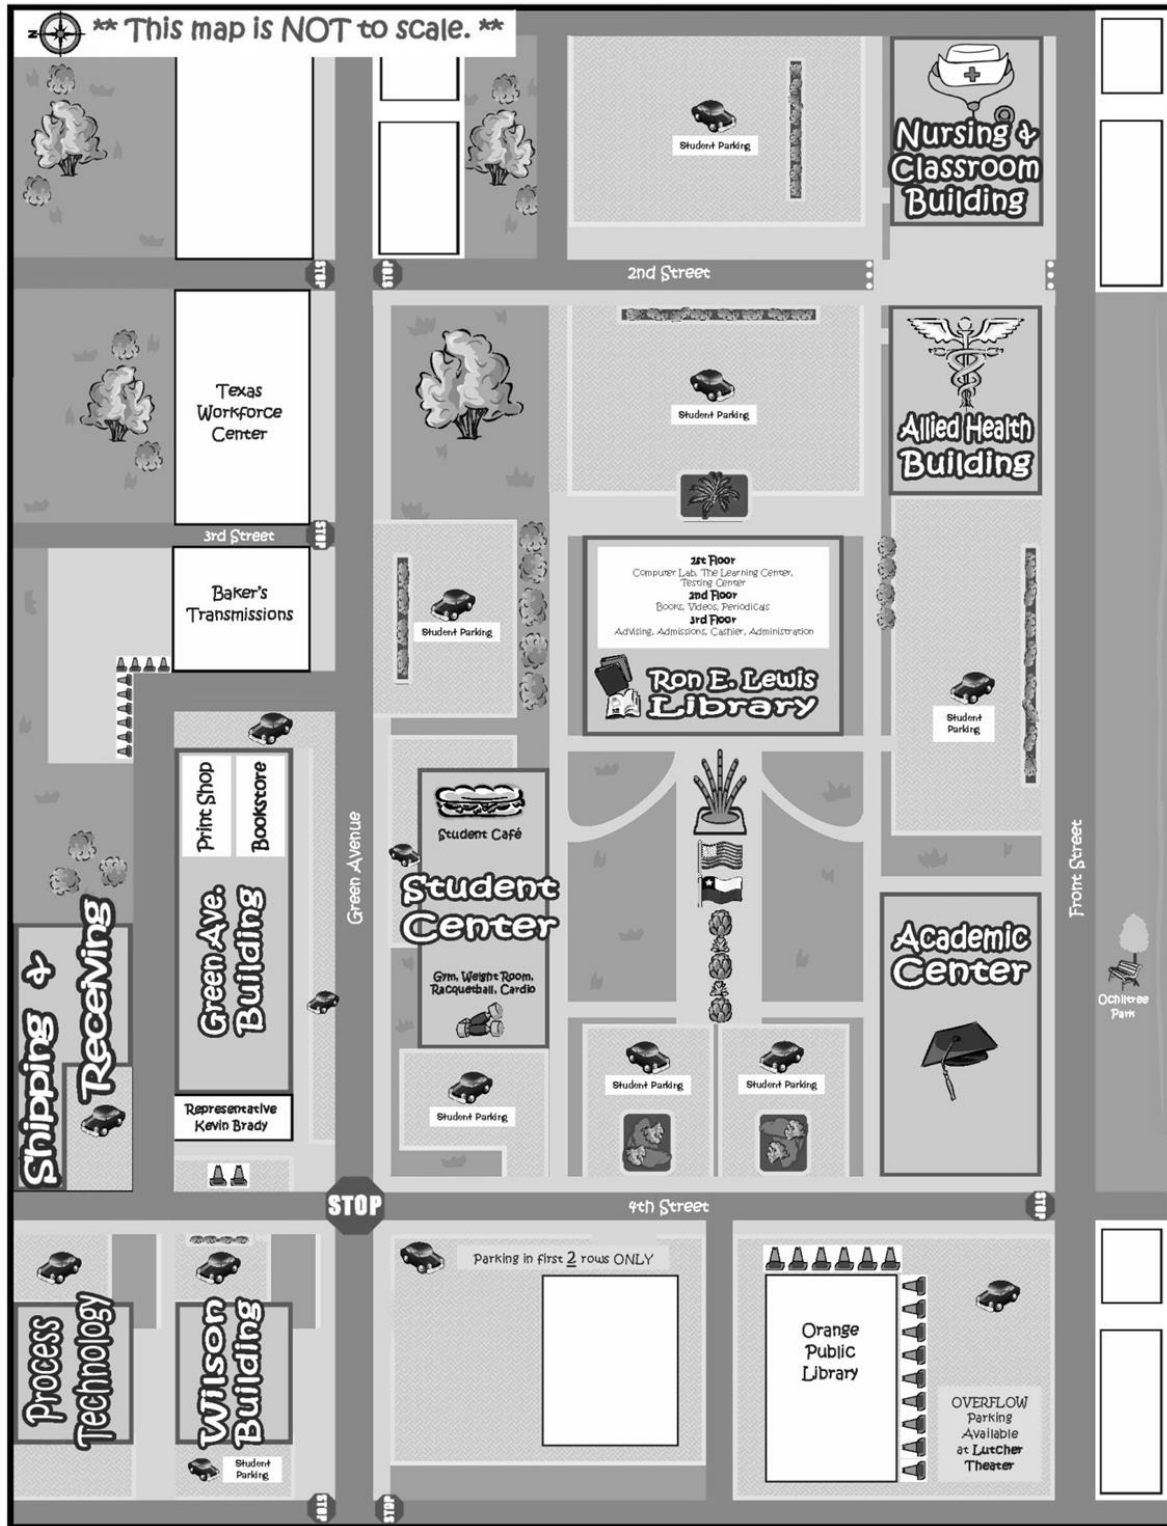 N
** This map is NOT to scale. **
Student Parking
Nursing &
Classroom
Building
STOP
STOP
2nd Street
Texas
Workforce
Center
Student Parking
Allied Health
Building
3rd Street
STOP
Baker's
Transmissions
Student Parking
1st Floor
Computer Lab, The Learning Center,
Testing Center
2nd Floor
Books, Videos, Periodicals
3rd Floor
Advising, Admissions, Cashier, Administration
Ron E. Lewis
Library
Student
Parking
Print Shop
Bookstore
Green Ave.
Building
Green Avenue
Student Café
Student
Center
Gym, Weight Room,
Racquetball, Cardio
Academic
Center
Front Street
Ochiltree
Park
Shipping &
Receiving
Representative
Kevin Brady
Student Parking
Student Parking
Student Parking
STOP
4th Street
STOP
Process
Technology
Wilson
Building
Student
Parking
Parking in first 2 rows ONLY
Orange
Public
Library
OVERFLOW
Parking
Available
at Lutcher
Theater
STOP
STOP